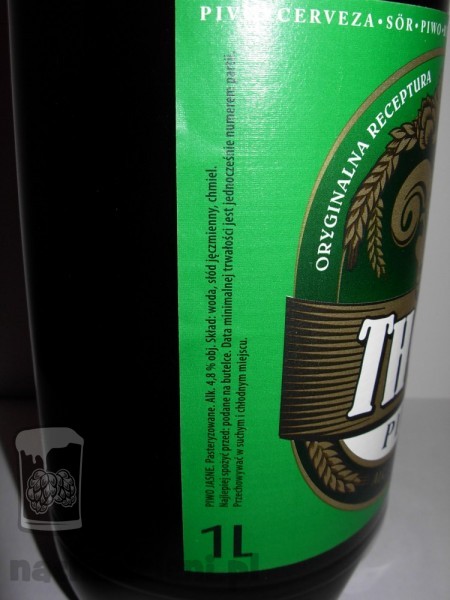 CERVEZA • SÖR • PIWO •
ORYGINALNA RECEPTURA
PIWO JASNE. Pasteryzowane. Alk. 4,8 % obj. Skład: woda, słód jęczmienny, chmiel.
Najlepiej spożyć przed: podane na butelce. Data minimalnej trwałości jest jednocześnie numerem partii.
Przechowywać w suchym i chłodnym miejscu.
1L